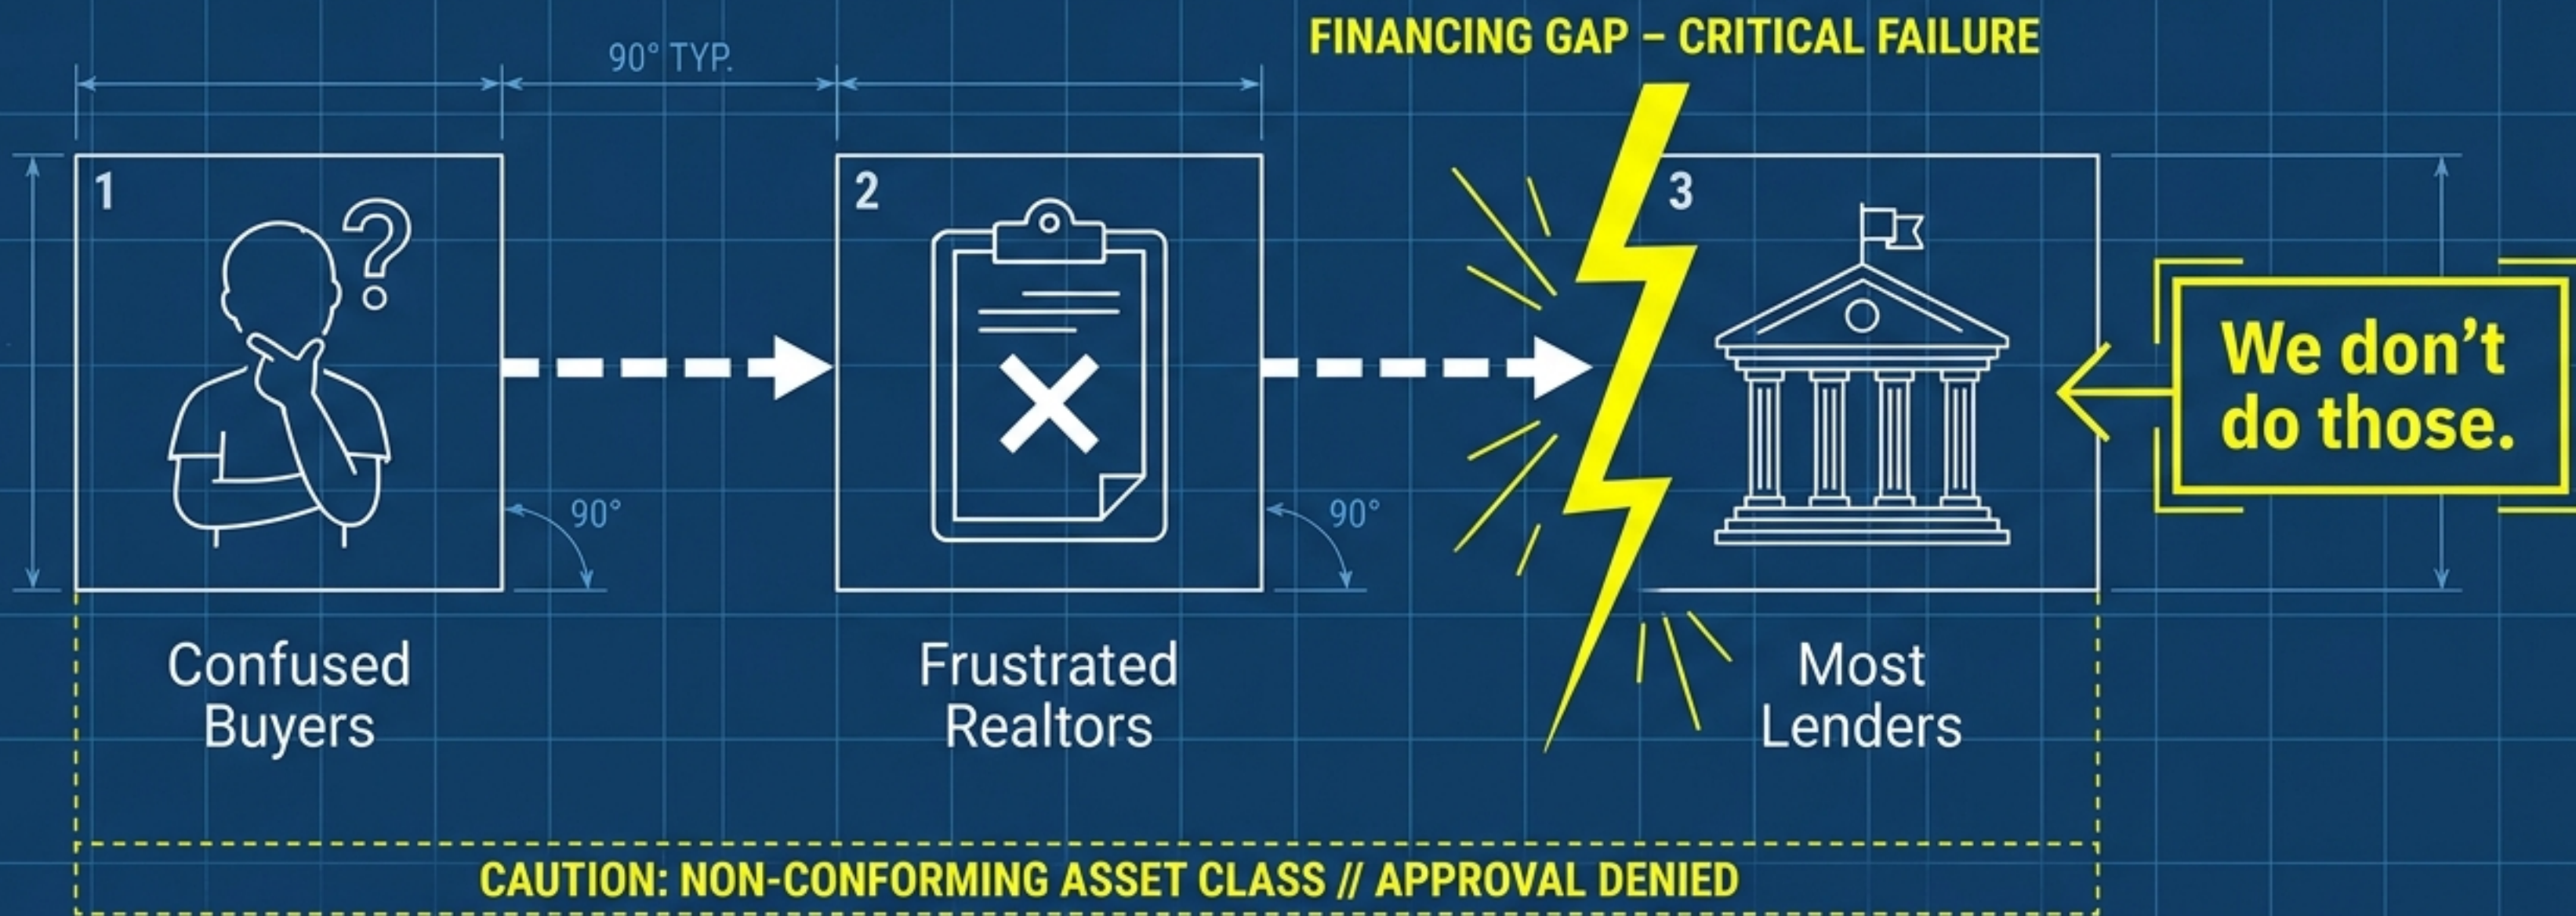 FINANCING GAP – CRITICAL FAILURE
90° TYP.
1
2
3
?
We don't
do those.
90°
90°
Confused
Buyers
Frustrated
Realtors
Most
Lenders
CAUTION: NON-CONFORMING ASSET CLASS // APPROVAL DENIED